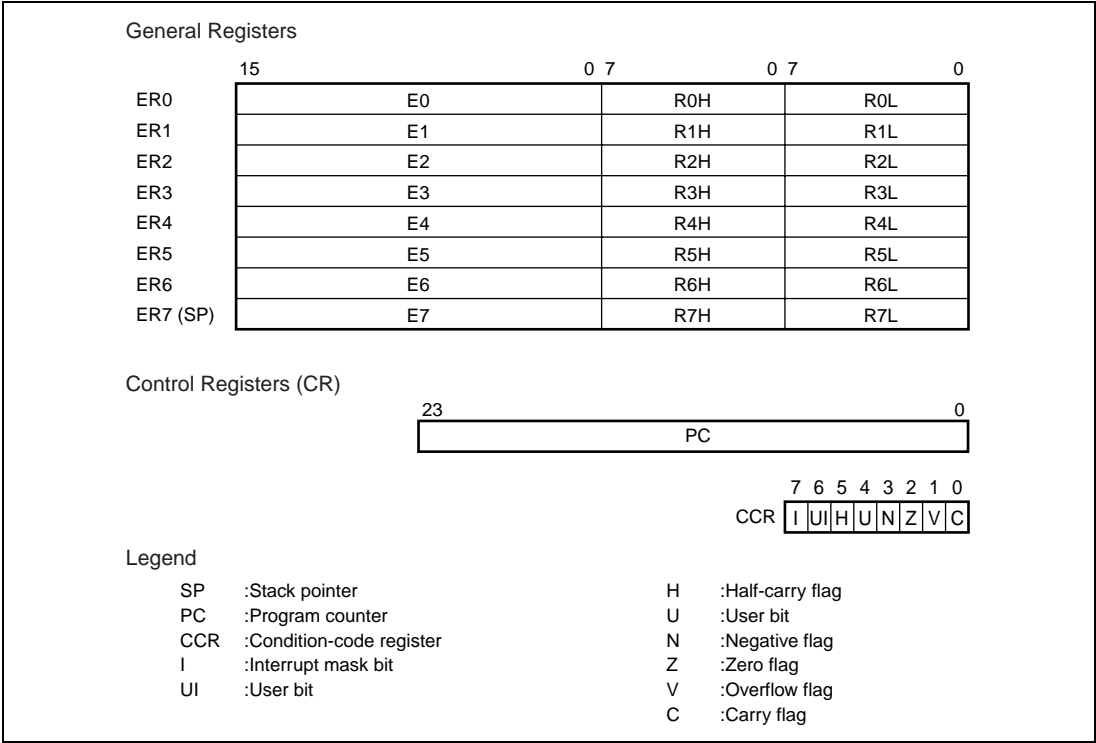 General Registers
15 0 7 0 7 0
ER0 E0 R0H R0L
ER1 E1 R1H R1L
ER2 E2 R2H R2L
ER3 E3 R3H R3L
ER4 E4 R4H R4L
ER5 E5 R5H R5L
ER6 E6 R6H R6L
ER7 (SP) E7 R7H R7L
Control Registers (CR)
23 0
PC
7 6 5 4 3 2 1 0
CCR I UI H U N Z V C
Legend
SP :Stack pointer
PC :Program counter
CCR :Condition-code register
I :Interrupt mask bit
UI :User bit
H :Half-carry flag
U :User bit
N :Negative flag
Z :Zero flag
V :Overflow flag
C :Carry flag